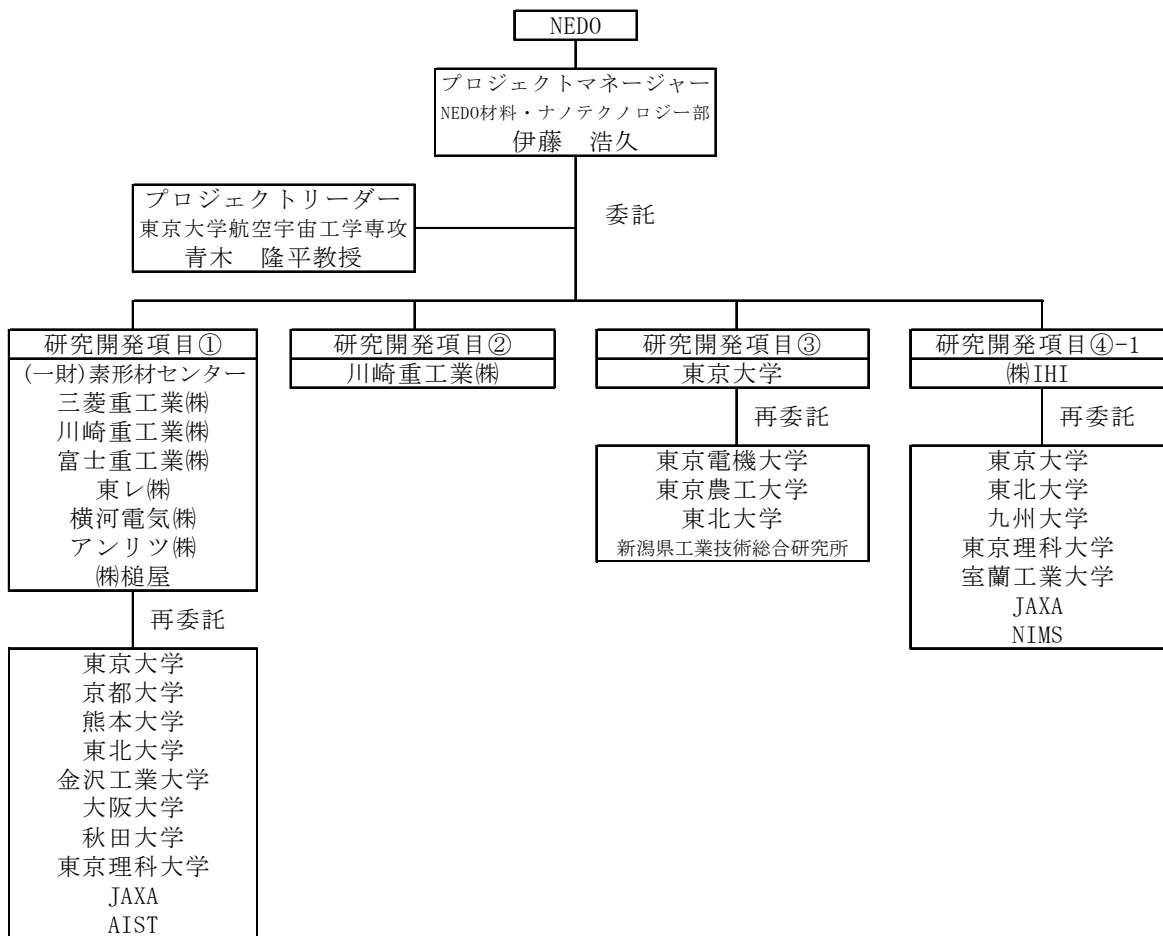 NEDO
プロジェクトマネージャー
NEDO材料・ナノテクノロジー部
伊藤　浩久
プロジェクトリーダー
東京大学航空宇宙工学専攻
青木　隆平教授
委託
研究開発項目①
(一財)素形材センター
三菱重工業㈱
川崎重工業㈱
富士重工業㈱
東レ㈱
横河電気㈱
アンリツ㈱
㈱槌屋
再委託
東京大学
京都大学
熊本大学
東北大学
金沢工業大学
大阪大学
秋田大学
東京理科大学
JAXA
AIST
研究開発項目②
川崎重工業㈱
研究開発項目③
東京大学
再委託
東京電機大学
東京農工大学
東北大学
新潟県工業技術総合研究所
研究開発項目④-1
㈱IHI
再委託
東京大学
東北大学
九州大学
東京理科大学
室蘭工業大学
JAXA
NIMS